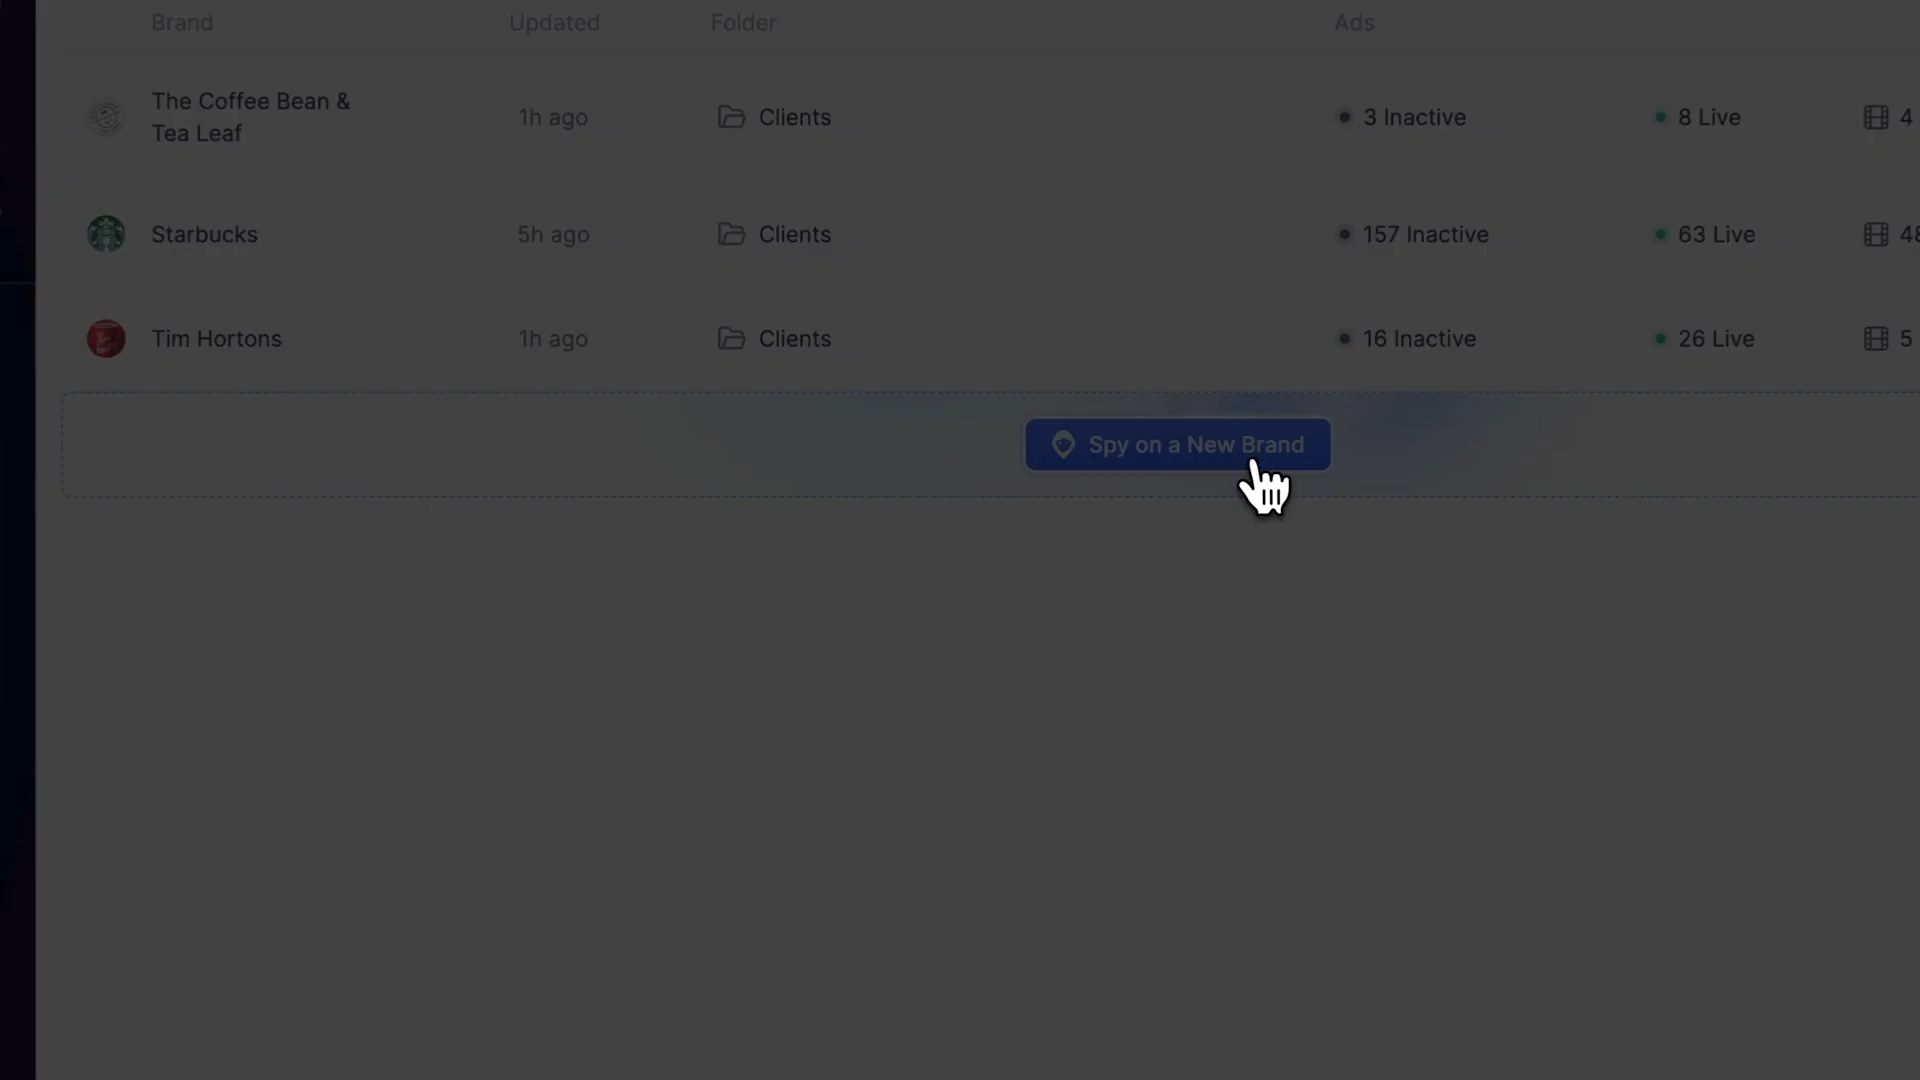 Brand Updated Folder Ads
The Coffee Bean &
Tea Leaf
1h ago Clients 3 Inactive 8 Live 4
Starbucks 5h ago Clients 157 Inactive 63 Live 48
Tim Hortons 1h ago Clients 16 Inactive 26 Live 5
Spy on a New Brand